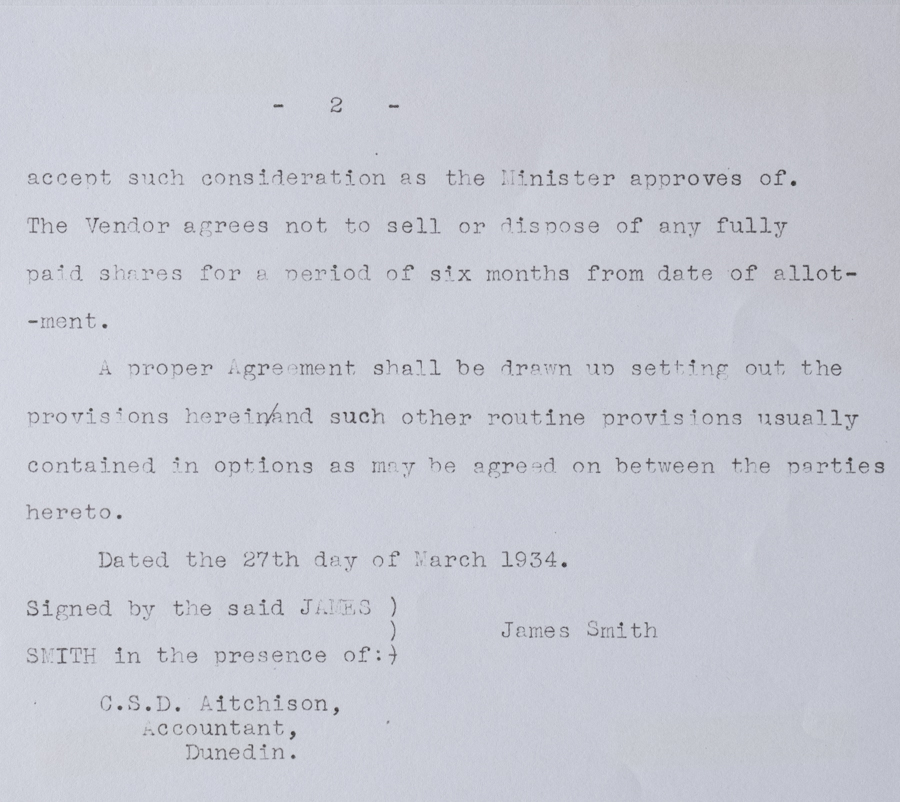 - 2 -
accept such consideration as the Minister approves of.
The Vendor agrees not to sell or dispose of any fully
paid shares for a period of six months from date of allot-
-ment.
A proper Agreement shall be drawn up setting out the
provisions herein/and such other routine provisions usually
contained in options as may be agreed on between the parties
hereto.
Dated the 27th day of March 1934.
Signed by the said JAMES )
) James Smith
SMITH in the presence of:)
C.S.D. Aitchison,
Accountant,
Dunedin.